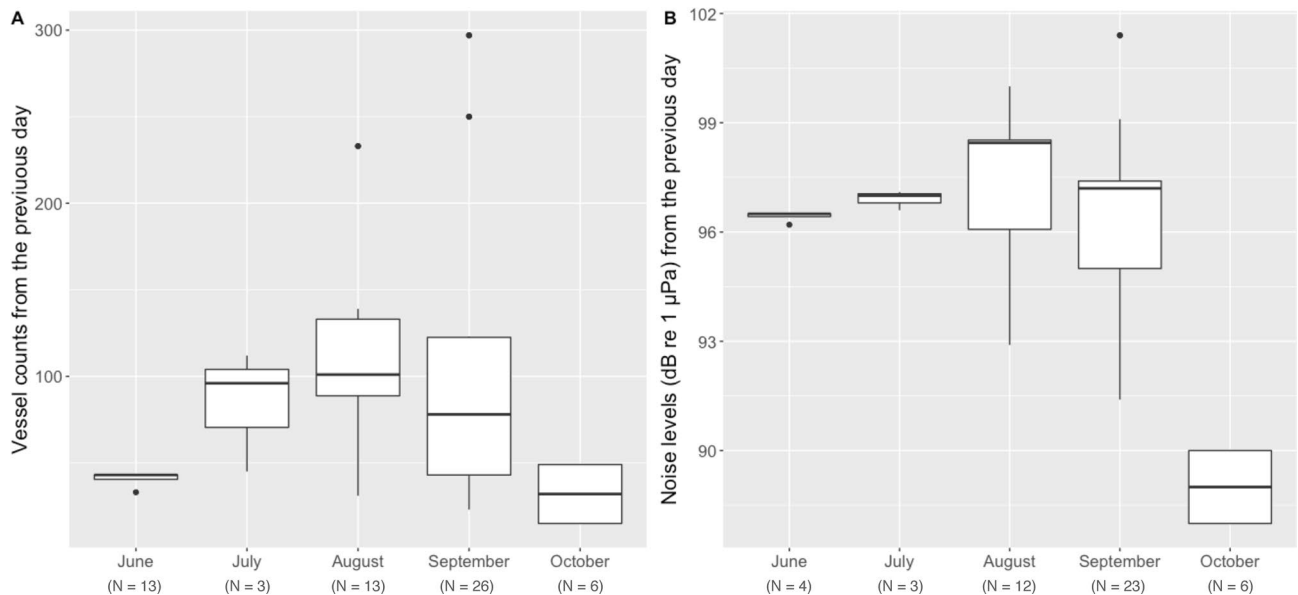 A
Vessel counts from the previuous day
300
200
100
June
July
August
September
October
(N = 13)
(N = 3)
(N = 13)
(N = 26)
(N = 6)
B
Noise levels (dB re 1 µPa) from the previous day
102
99
96
93
90
June
July
August
September
October
(N = 4)
(N = 3)
(N = 12)
(N = 23)
(N = 6)